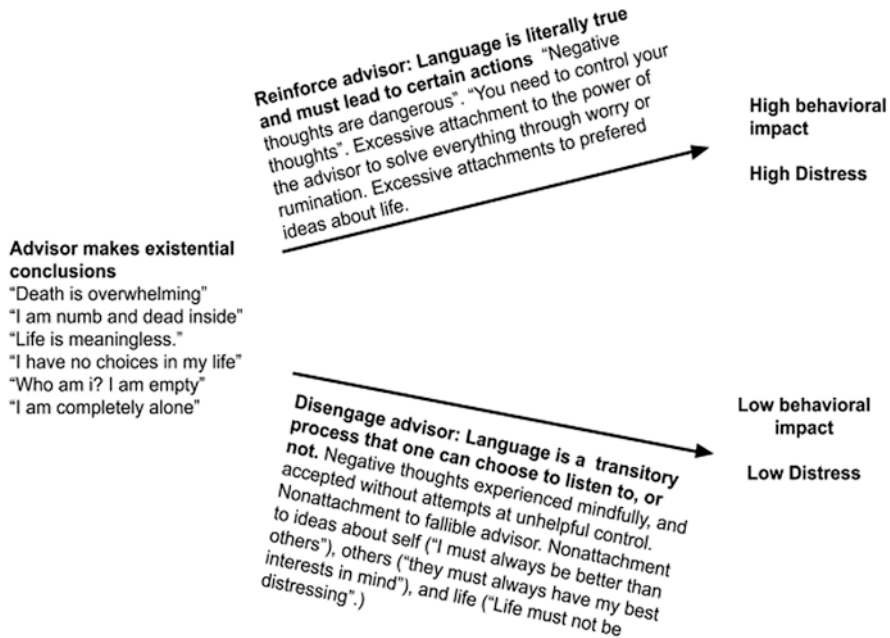 Reinforce advisor: Language is literally true
and must lead to certain actions “Negative
thoughts are dangerous”. “You need to control your
thoughts”. Excessive attachment to the power of
the advisor to solve everything through worry or
rumination. Excessive attachments to prefered
ideas about life.
High behavioral
impact
High Distress
Advisor makes existential
conclusions
“Death is overwhelming”
“I am numb and dead inside”
“Life is meaningless.”
“I have no choices in my life”
“Who am i? I am empty”
“I am completely alone”
Disengage advisor: Language is a transitory
process that one can choose to listen to, or
not. Negative thoughts experienced mindfully, and
accepted without attempts at unhelpful control.
Nonattachment to fallible advisor. Nonattachment
to ideas about self (“I must always be better than
others”), others (“they must always have my best
interests in mind”), and life (“Life must not be
distressing”.)
Low behavioral
impact
Low Distress